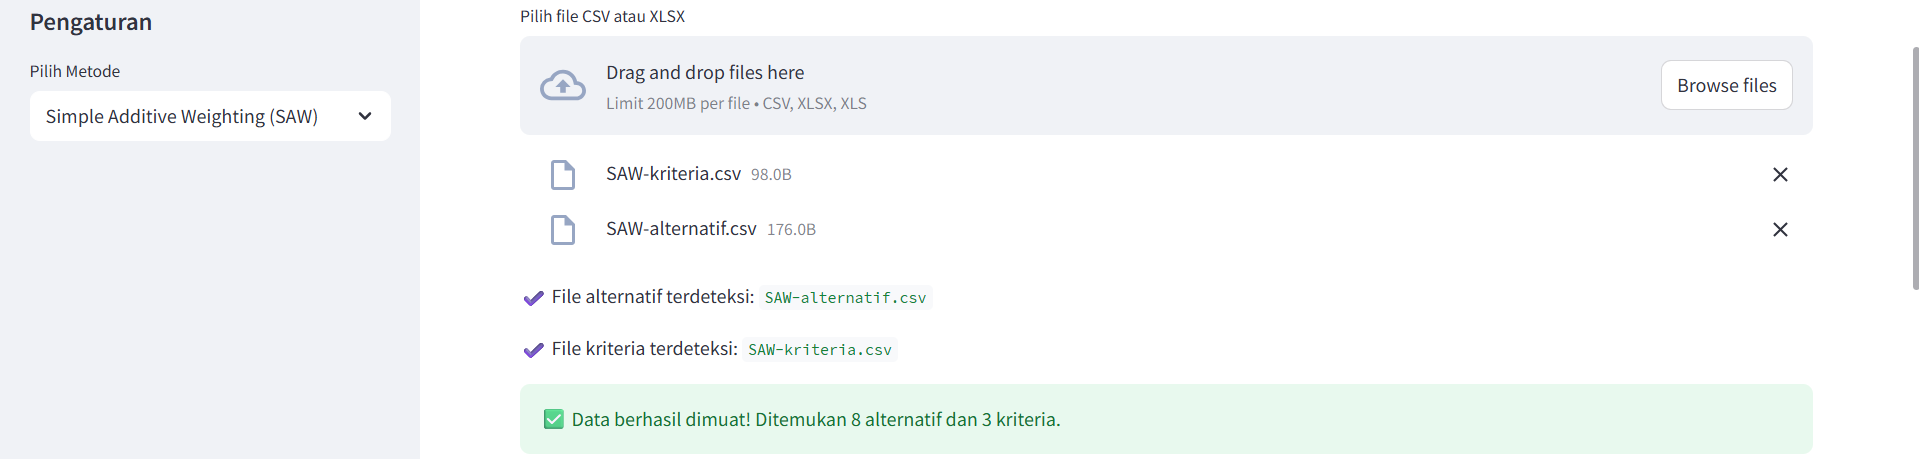 Pengaturan
Pilih Metode
Simple Additive Weighting (SAW)
Pilih file CSV atau XLSX
Drag and drop files here
Limit 200MB per file • CSV, XLSX, XLS
Browse files
SAW-kriteria.csv 98.0B
SAW-alternatif.csv 176.0B
File alternatif terdeteksi: SAW-alternatif.csv
File kriteria terdeteksi: SAW-kriteria.csv
Data berhasil dimuat! Ditemukan 8 alternatif dan 3 kriteria.